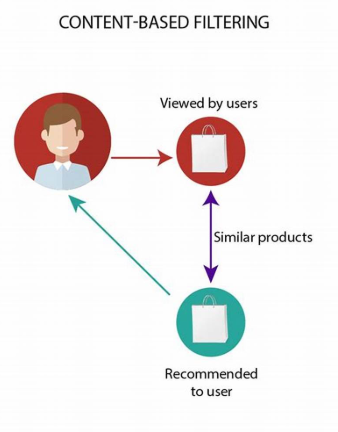 CONTENT-BASED FILTERING
Viewed by users
Similar products
Recommended
to user